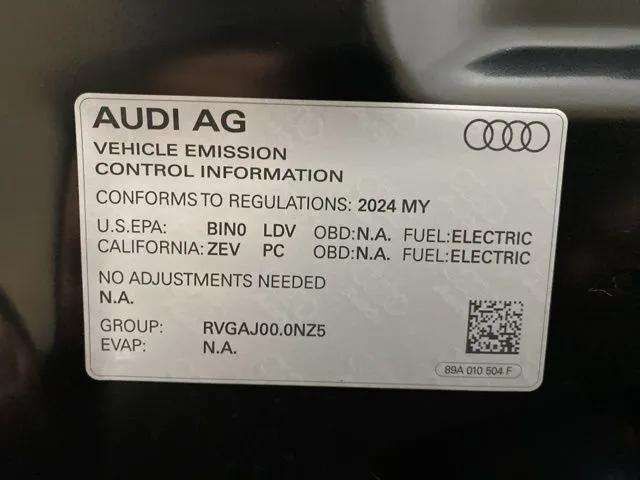 AUDI AG
VEHICLE EMISSION
CONTROL INFORMATION
CONFORMS TO REGULATIONS: 2024 MY
U.S.EPA: BIN0 LDV OBD:N.A. FUEL:ELECTRIC
CALIFORNIA: ZEV PC OBD:N.A. FUEL:ELECTRIC
NO ADJUSTMENTS NEEDED
N.A.
GROUP: RVGAJ00.0NZ5
EVAP: N.A.
89A 010 504 F